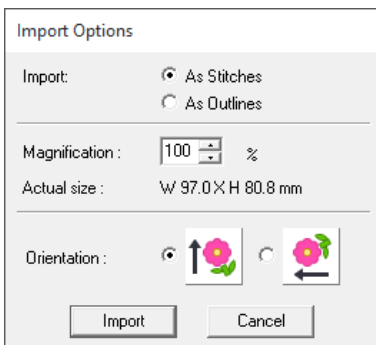 Import Options
Import: As Stitches
As Outlines
Magnification : 100 %
Actual size : W 97.0 X H 80.8 mm
Orientation :
Import Cancel